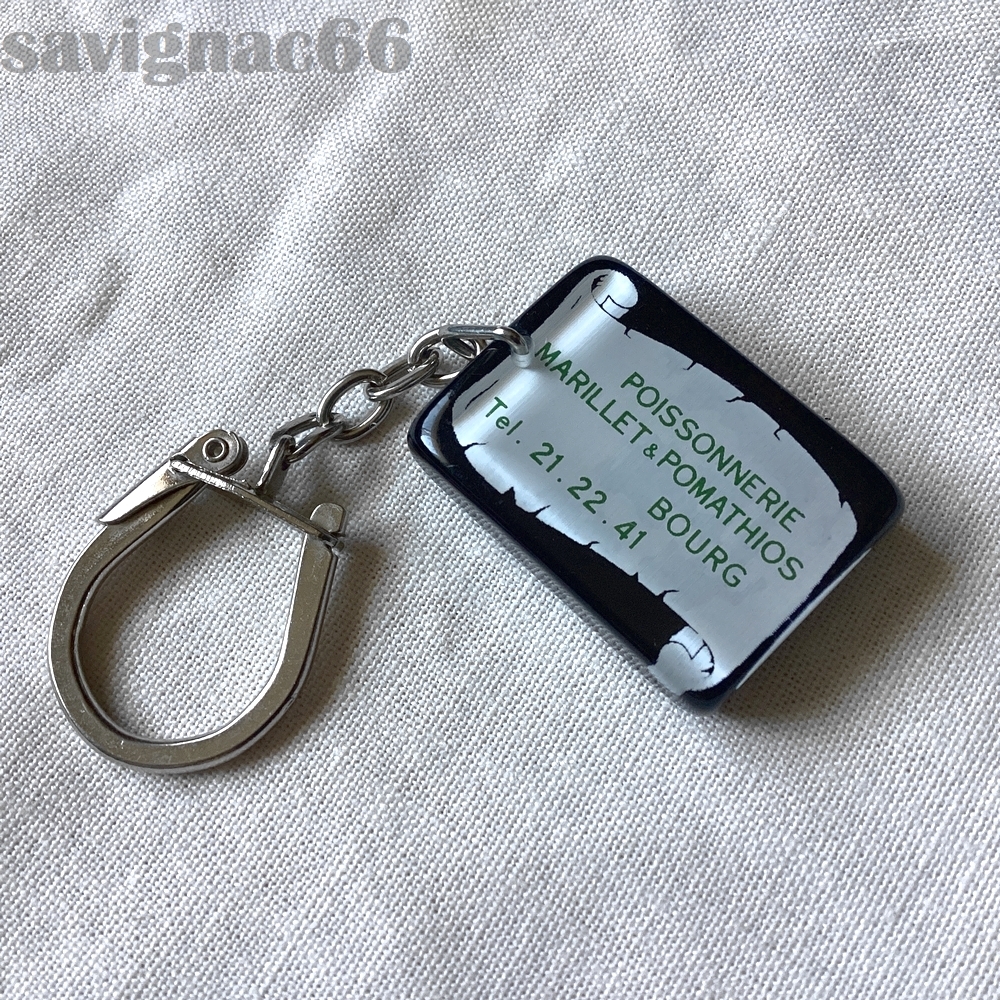 savignac66
POISSONNERIE
MARILLET & POMATHIOS
BOURG
Tel. 21.22.41